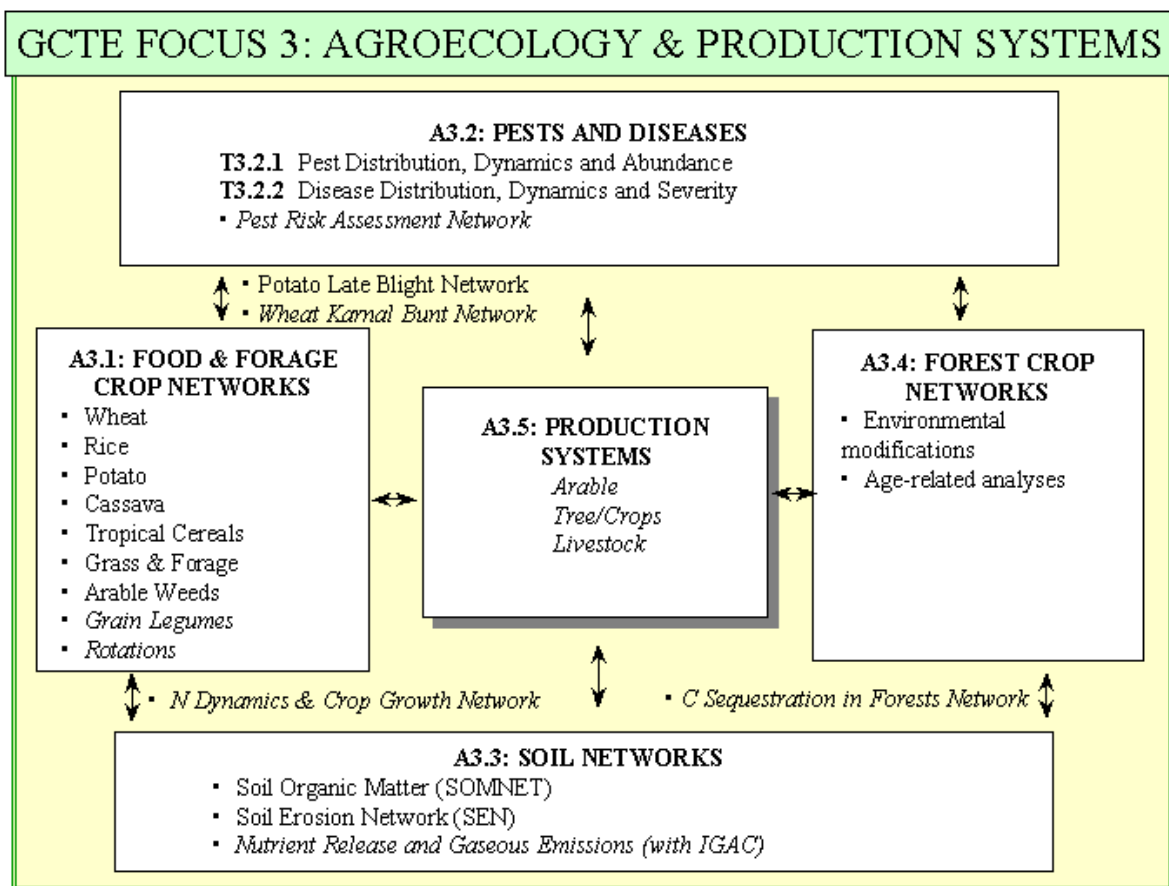 GCTE FOCUS 3: AGROECOLOGY & PRODUCTION SYSTEMS
A3.2: PESTS AND DISEASES
T3.2.1 Pest Distribution, Dynamics and Abundance
T3.2.2 Disease Distribution, Dynamics and Severity
▪ Pest Risk Assessment Network
▪ Potato Late Blight Network
▪ Wheat Karnal Bunt Network
A3.1: FOOD & FORAGE
CROP NETWORKS
▪ Wheat
▪ Rice
▪ Potato
▪ Cassava
▪ Tropical Cereals
▪ Grass & Forage
▪ Arable Weeds
▪ Grain Legumes
▪ Rotations
A3.5: PRODUCTION
SYSTEMS
Arable
Tree/Crops
Livestock
A3.4: FOREST CROP
NETWORKS
▪ Environmental
modifications
▪ Age-related analyses
▪ N Dynamics & Crop Growth Network
▪ C Sequestration in Forests Network
A3.3: SOIL NETWORKS
▪ Soil Organic Matter (SOMNET)
▪ Soil Erosion Network (SEN)
▪ Nutrient Release and Gaseous Emissions (with IGAC)